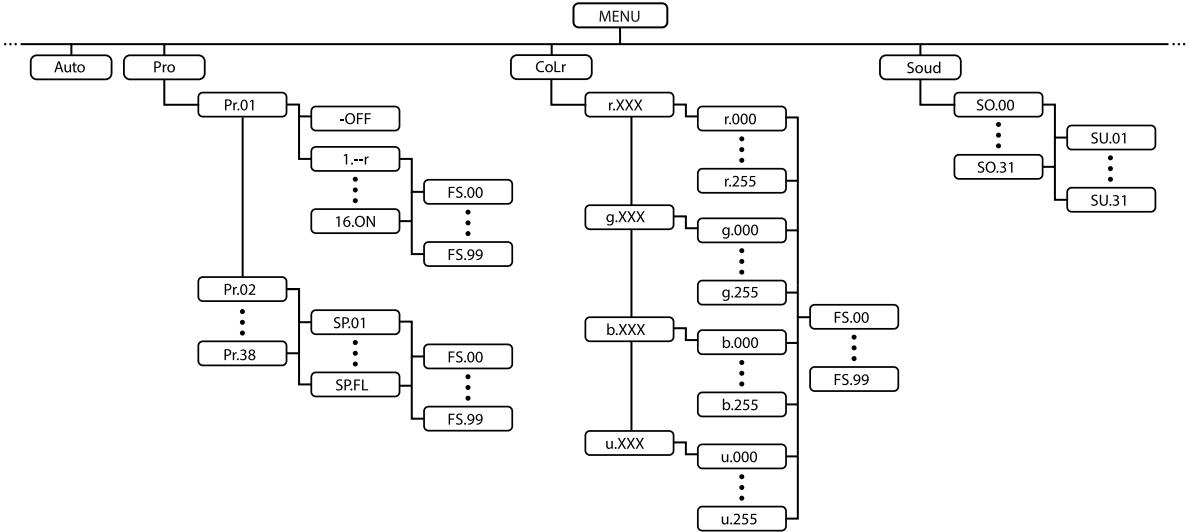 MENU
Auto
Pro
CoLr
Soud
Pr.01
-OFF
1.--r
16.ON
FS.00
FS.99
Pr.02
Pr.38
SP.01
SP.FL
FS.00
FS.99
r.XXX
r.000
r.255
g.XXX
g.000
g.255
b.XXX
b.000
b.255
u.XXX
u.000
u.255
FS.00
FS.99
SO.00
SO.31
SU.01
SU.31